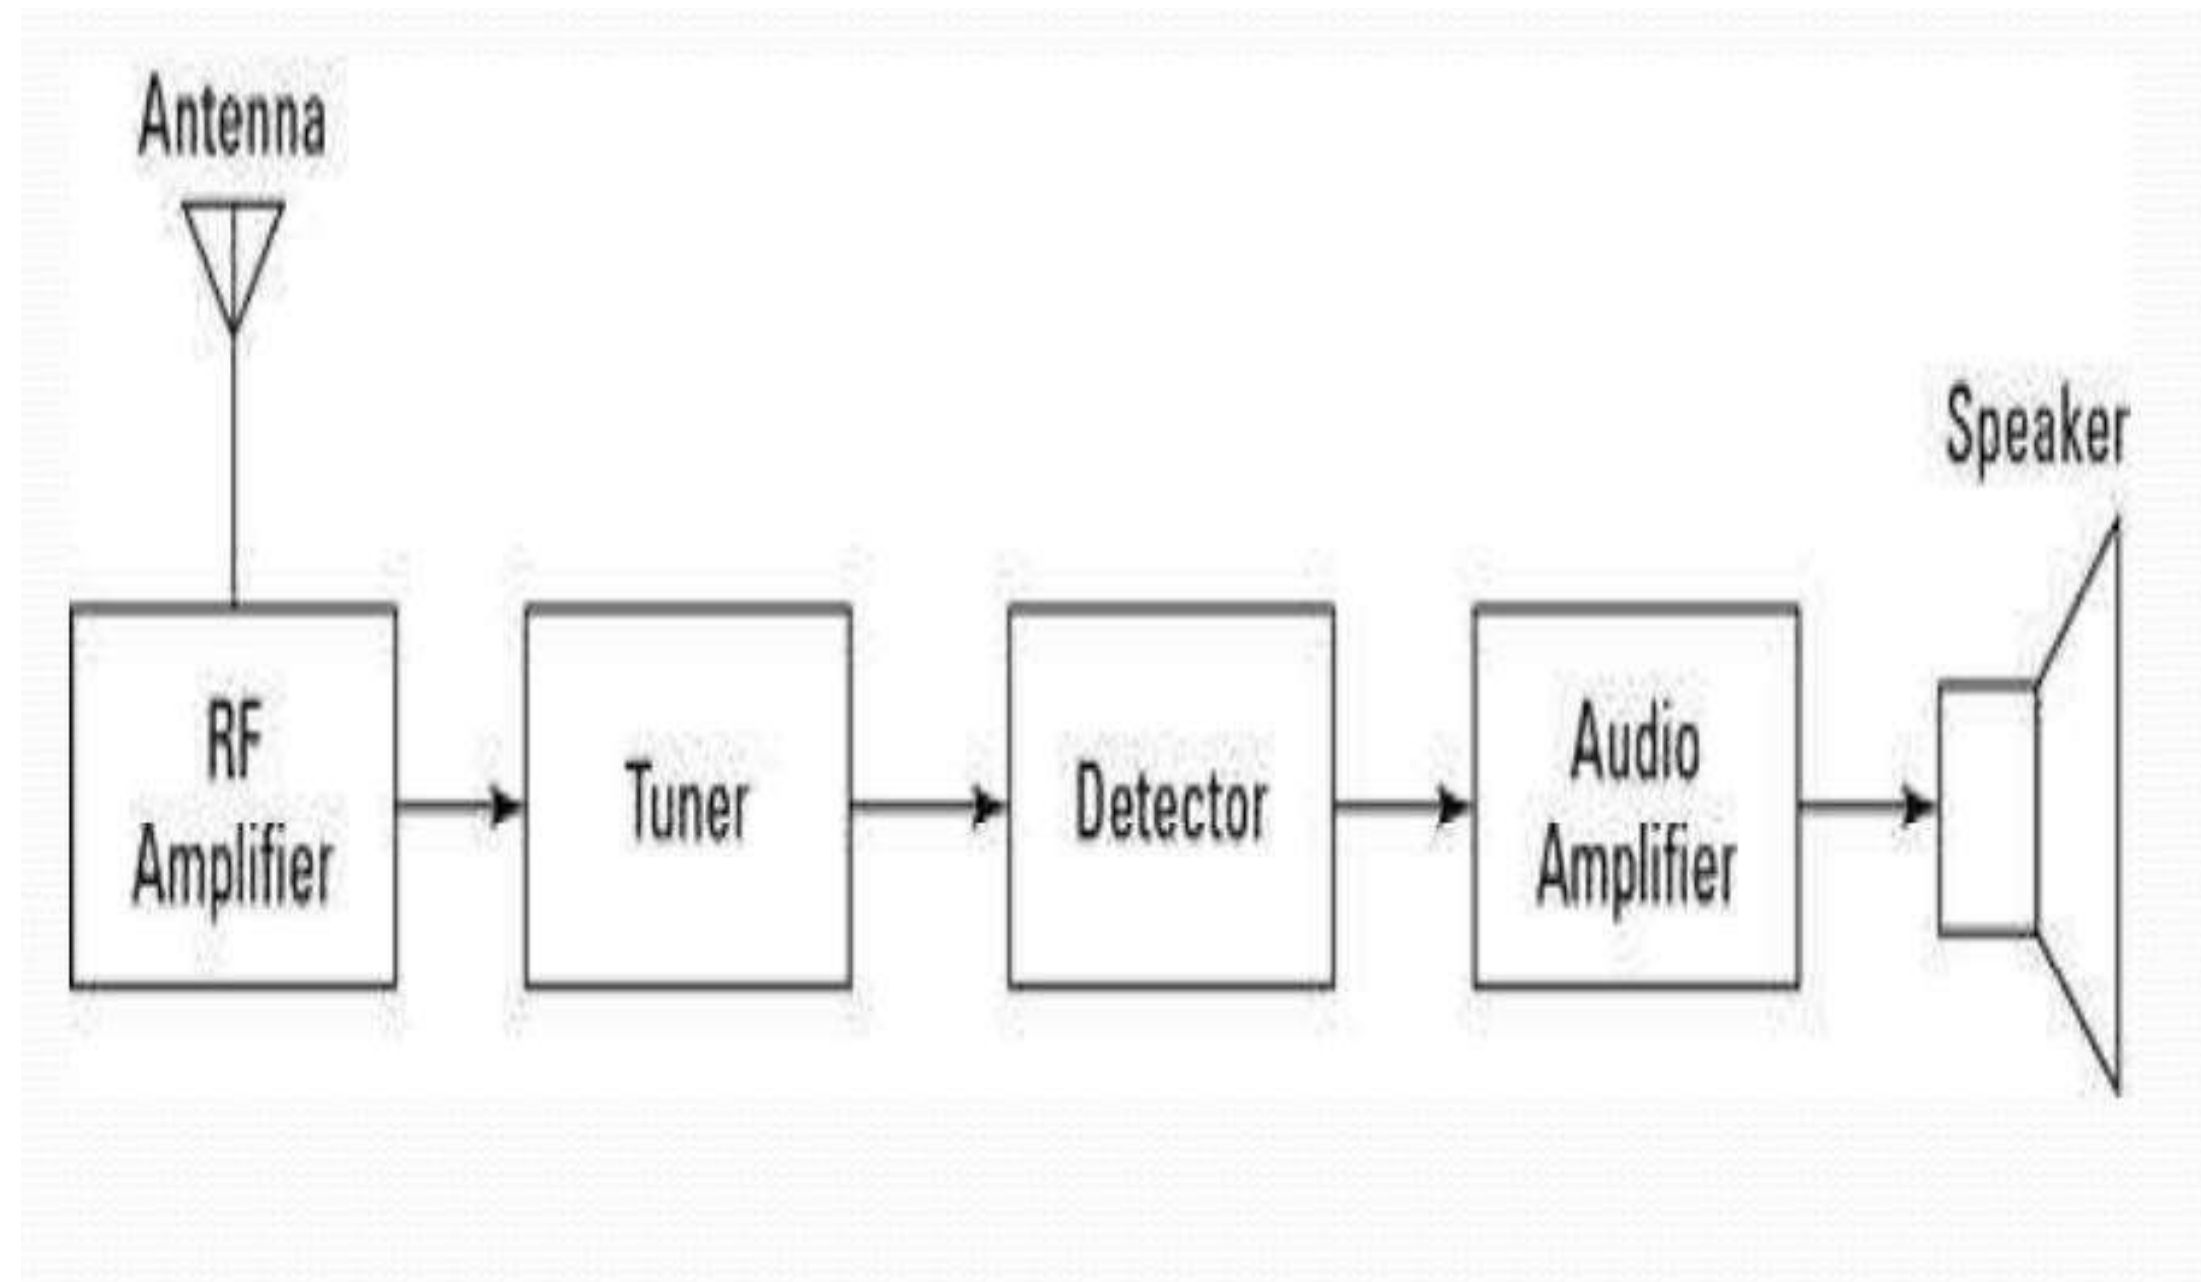 Antenna
Speaker
RF
Amplifier
Tuner
Detector
Audio
Amplifier